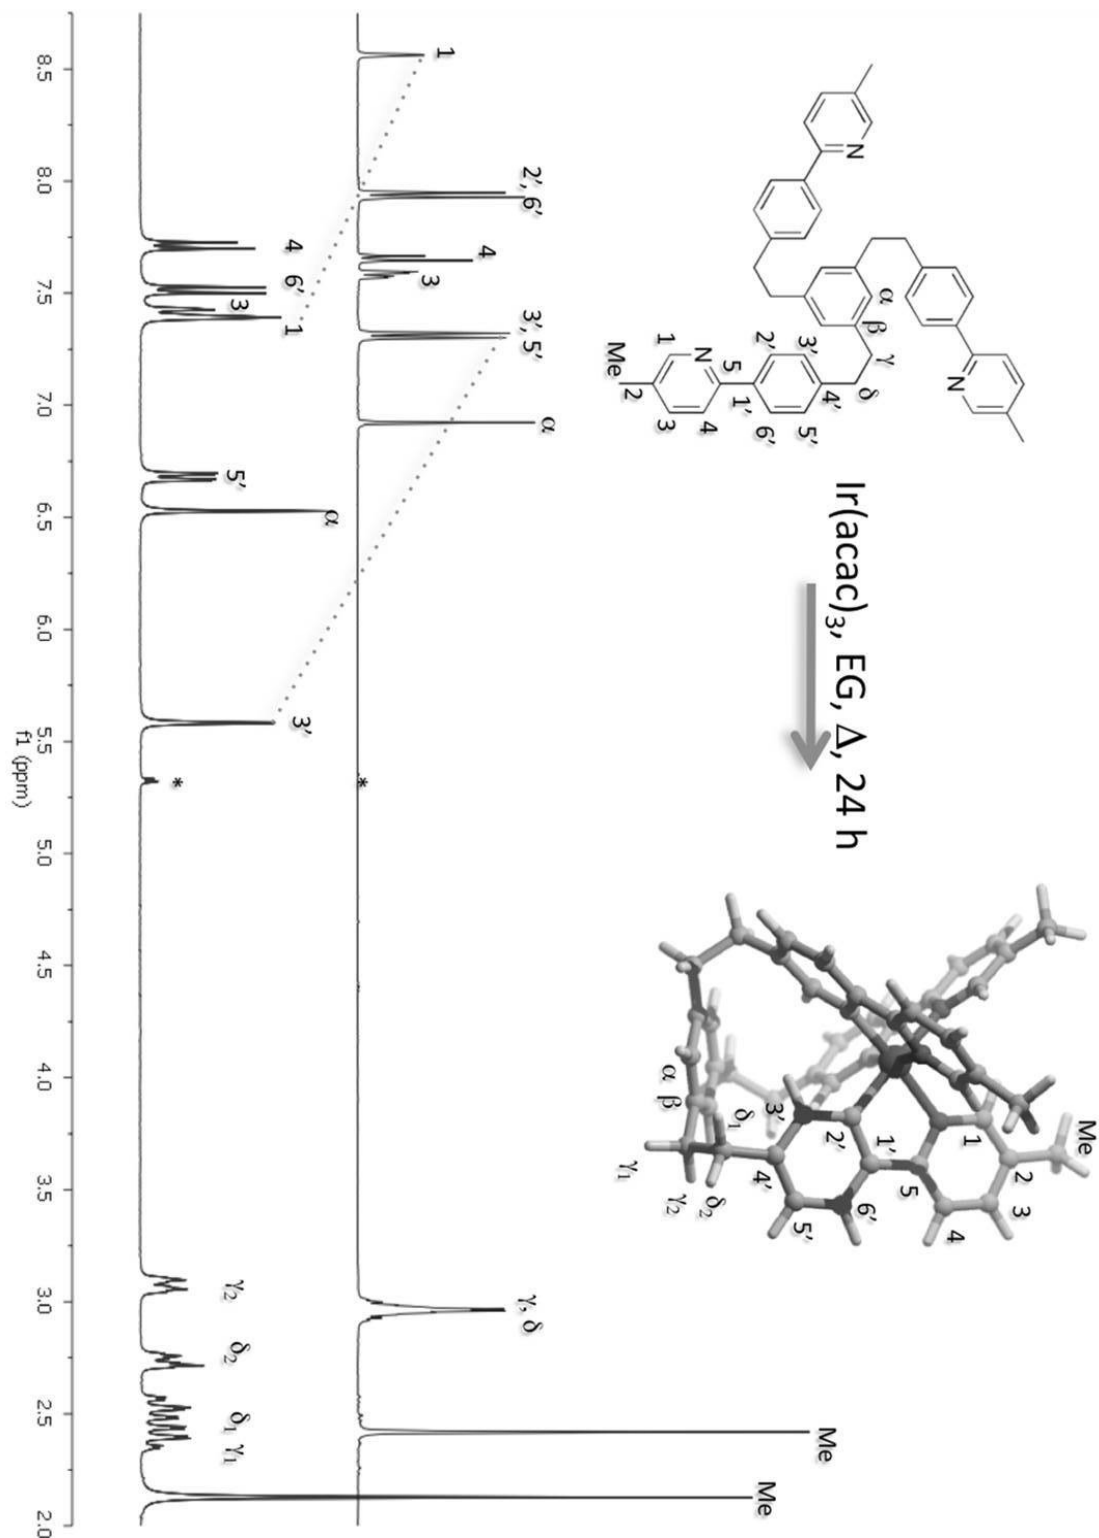 N
N
α
β
γ
δ
3'
4'
5'
2'
1'
6'
N
5
4
1
3
2
Me
Ir(acac)₃, EG, Δ, 24 h
Me
1
2
3
4
5
1'
6'
2'
5'
3'
4'
δ₁
δ₂
α β
γ₂
γ₁
1
2', 6'
4
3
3', 5'
α
*
γ, δ
Me
4
6'
3
1
5'
α
3'
*
γ₂
δ₂
δ₁ γ₁
Me
8.5 8.0 7.5 7.0 6.5 6.0 5.5 5.0 4.5 4.0 3.5 3.0 2.5 2.0
f1 (ppm)